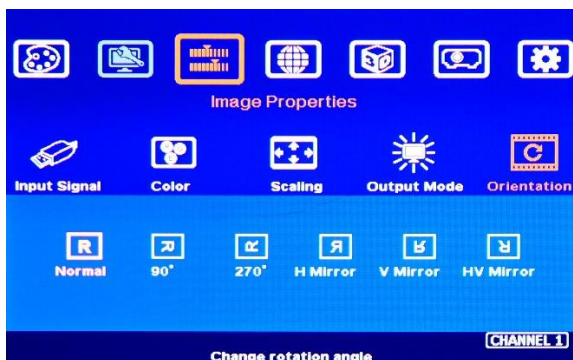 3D
Image Properties
Input Signal Color Scaling Output Mode Orientation
R R R R R R
Normal 90° 270° H Mirror V Mirror HV Mirror
CHANNEL 1
Change rotation angle